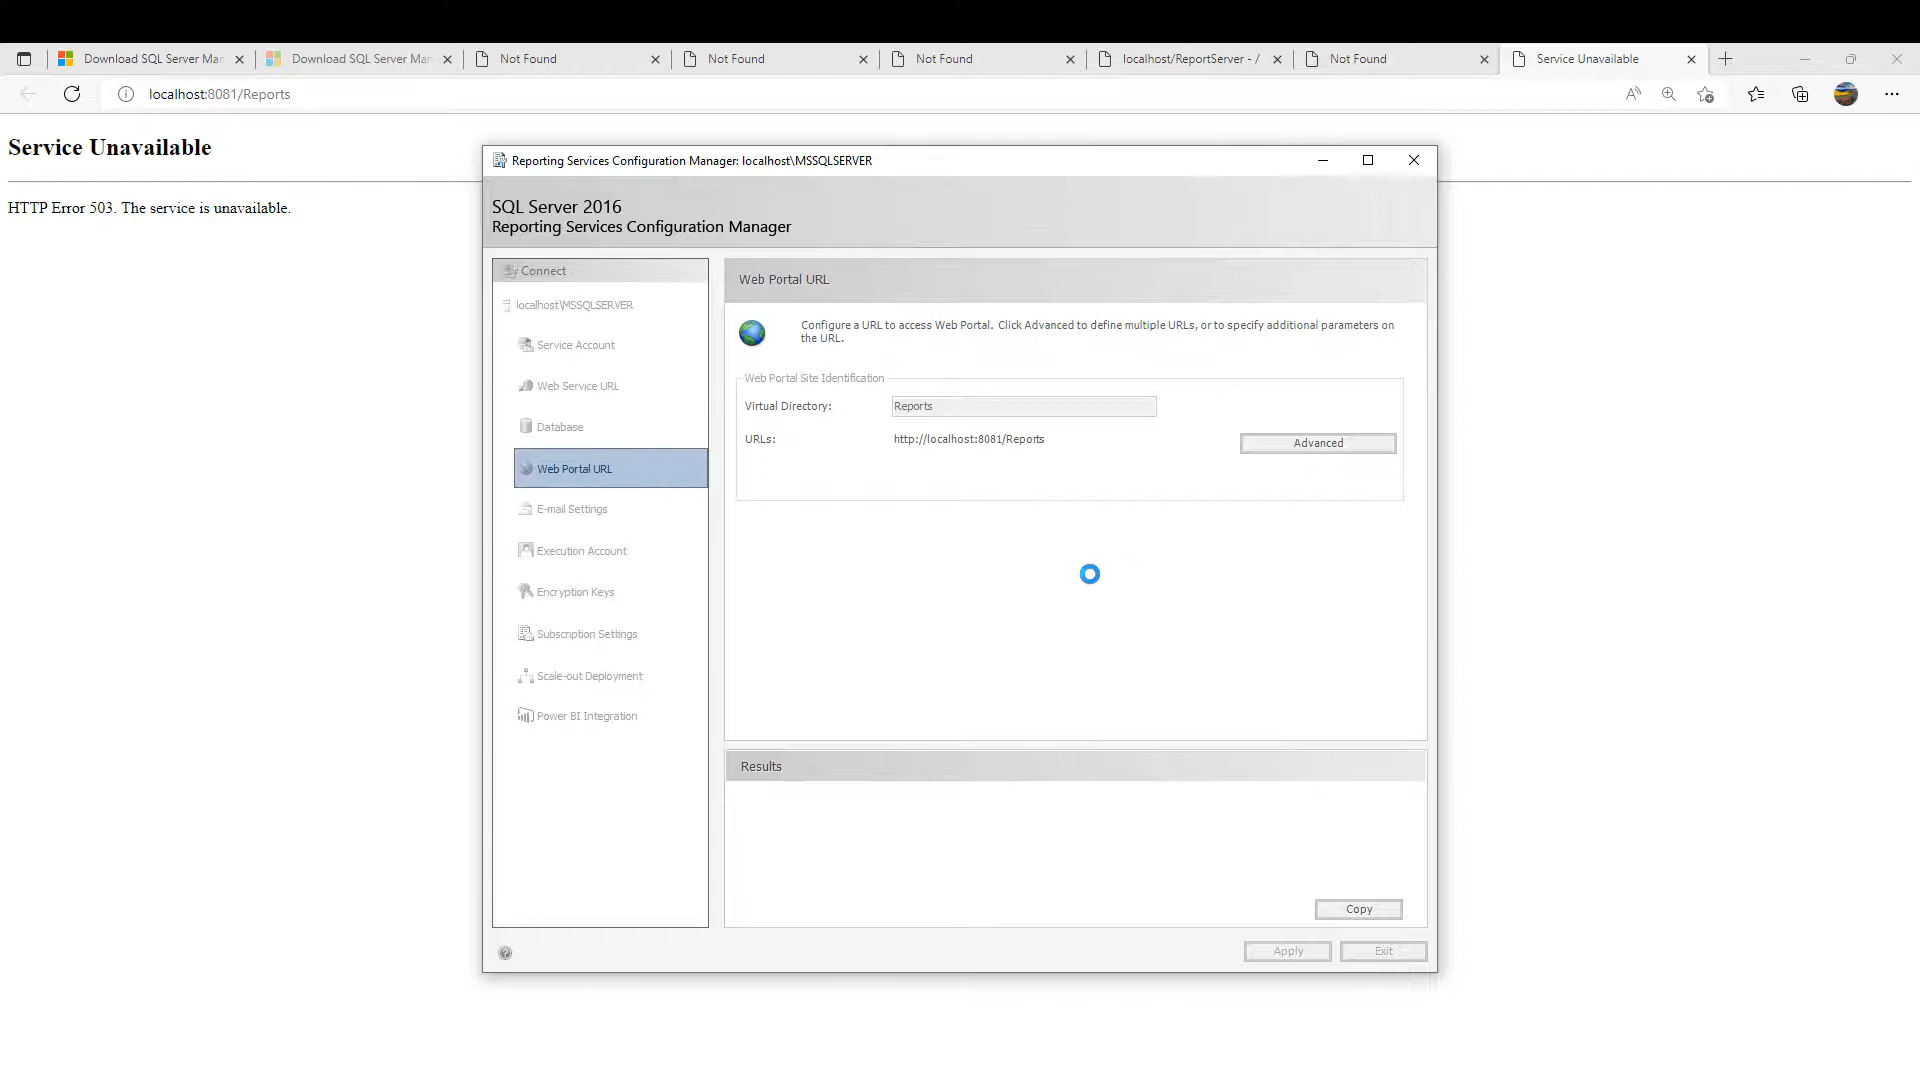 Download SQL Server Mar
Download SQL Server Mar
Not Found
Not Found
Not Found
localhost/ReportServer - /
Not Found
Service Unavailable
localhost:8081/Reports
Service Unavailable
HTTP Error 503. The service is unavailable.
Reporting Services Configuration Manager: localhost\MSSQLSERVER
SQL Server 2016
Reporting Services Configuration Manager
Connect
localhost\MSSQLSERVER
Service Account
Web Service URL
Database
Web Portal URL
E-mail Settings
Execution Account
Encryption Keys
Subscription Settings
Scale-out Deployment
Power BI Integration
Web Portal URL
Configure a URL to access Web Portal. Click Advanced to define multiple URLs, or to specify additional parameters on
the URL.
Web Portal Site Identification
Virtual Directory:
Reports
URLs:
http://localhost:8081/Reports
Advanced
Results
Copy
Apply
Exit